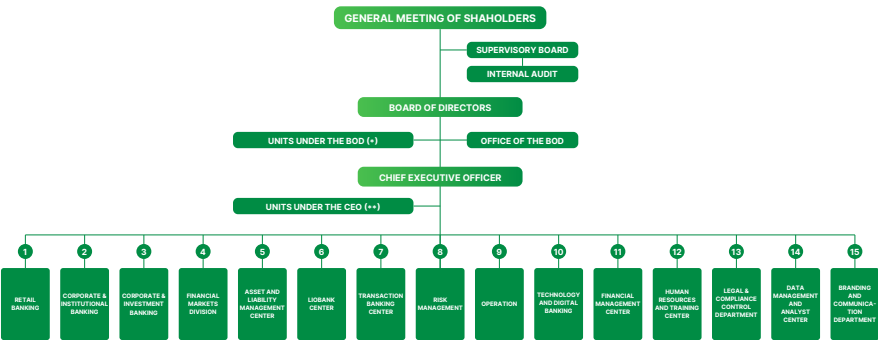 GENERAL MEETING OF SHAHOLDERS
SUPERVISORY BOARD
INTERNAL AUDIT
BOARD OF DIRECTORS
UNITS UNDER THE BOD (*)
OFFICE OF THE BOD
CHIEF EXECUTIVE OFFICER
UNITS UNDER THE CEO (**)
1
RETAIL
BANKING
2
CORPORATE &
INSTITUTIONAL
BANKING
3
CORPORATE &
INVESTMENT
BANKING
4
FINANCIAL
MARKETS
DIVISION
5
ASSET AND
LIABILITY
MANAGEMENT
CENTER
6
LIOBANK
CENTER
7
TRANSACTION
BANKING
CENTER
8
RISK
MANAGEMENT
9
OPERATION
10
TECHNOLOGY
AND DIGITAL
BANKING
11
FINANCIAL
MANAGEMENT
CENTER
12
HUMAN
RESOURCES
AND TRAINING
CENTER
13
LEGAL &
COMPLIANCE
CONTROL
DEPARTMENT
14
DATA
MANAGEMENT
AND
ANALYST
CENTER
15
BRANDING
AND
COMMUNICA-
TION
DEPARTMENT